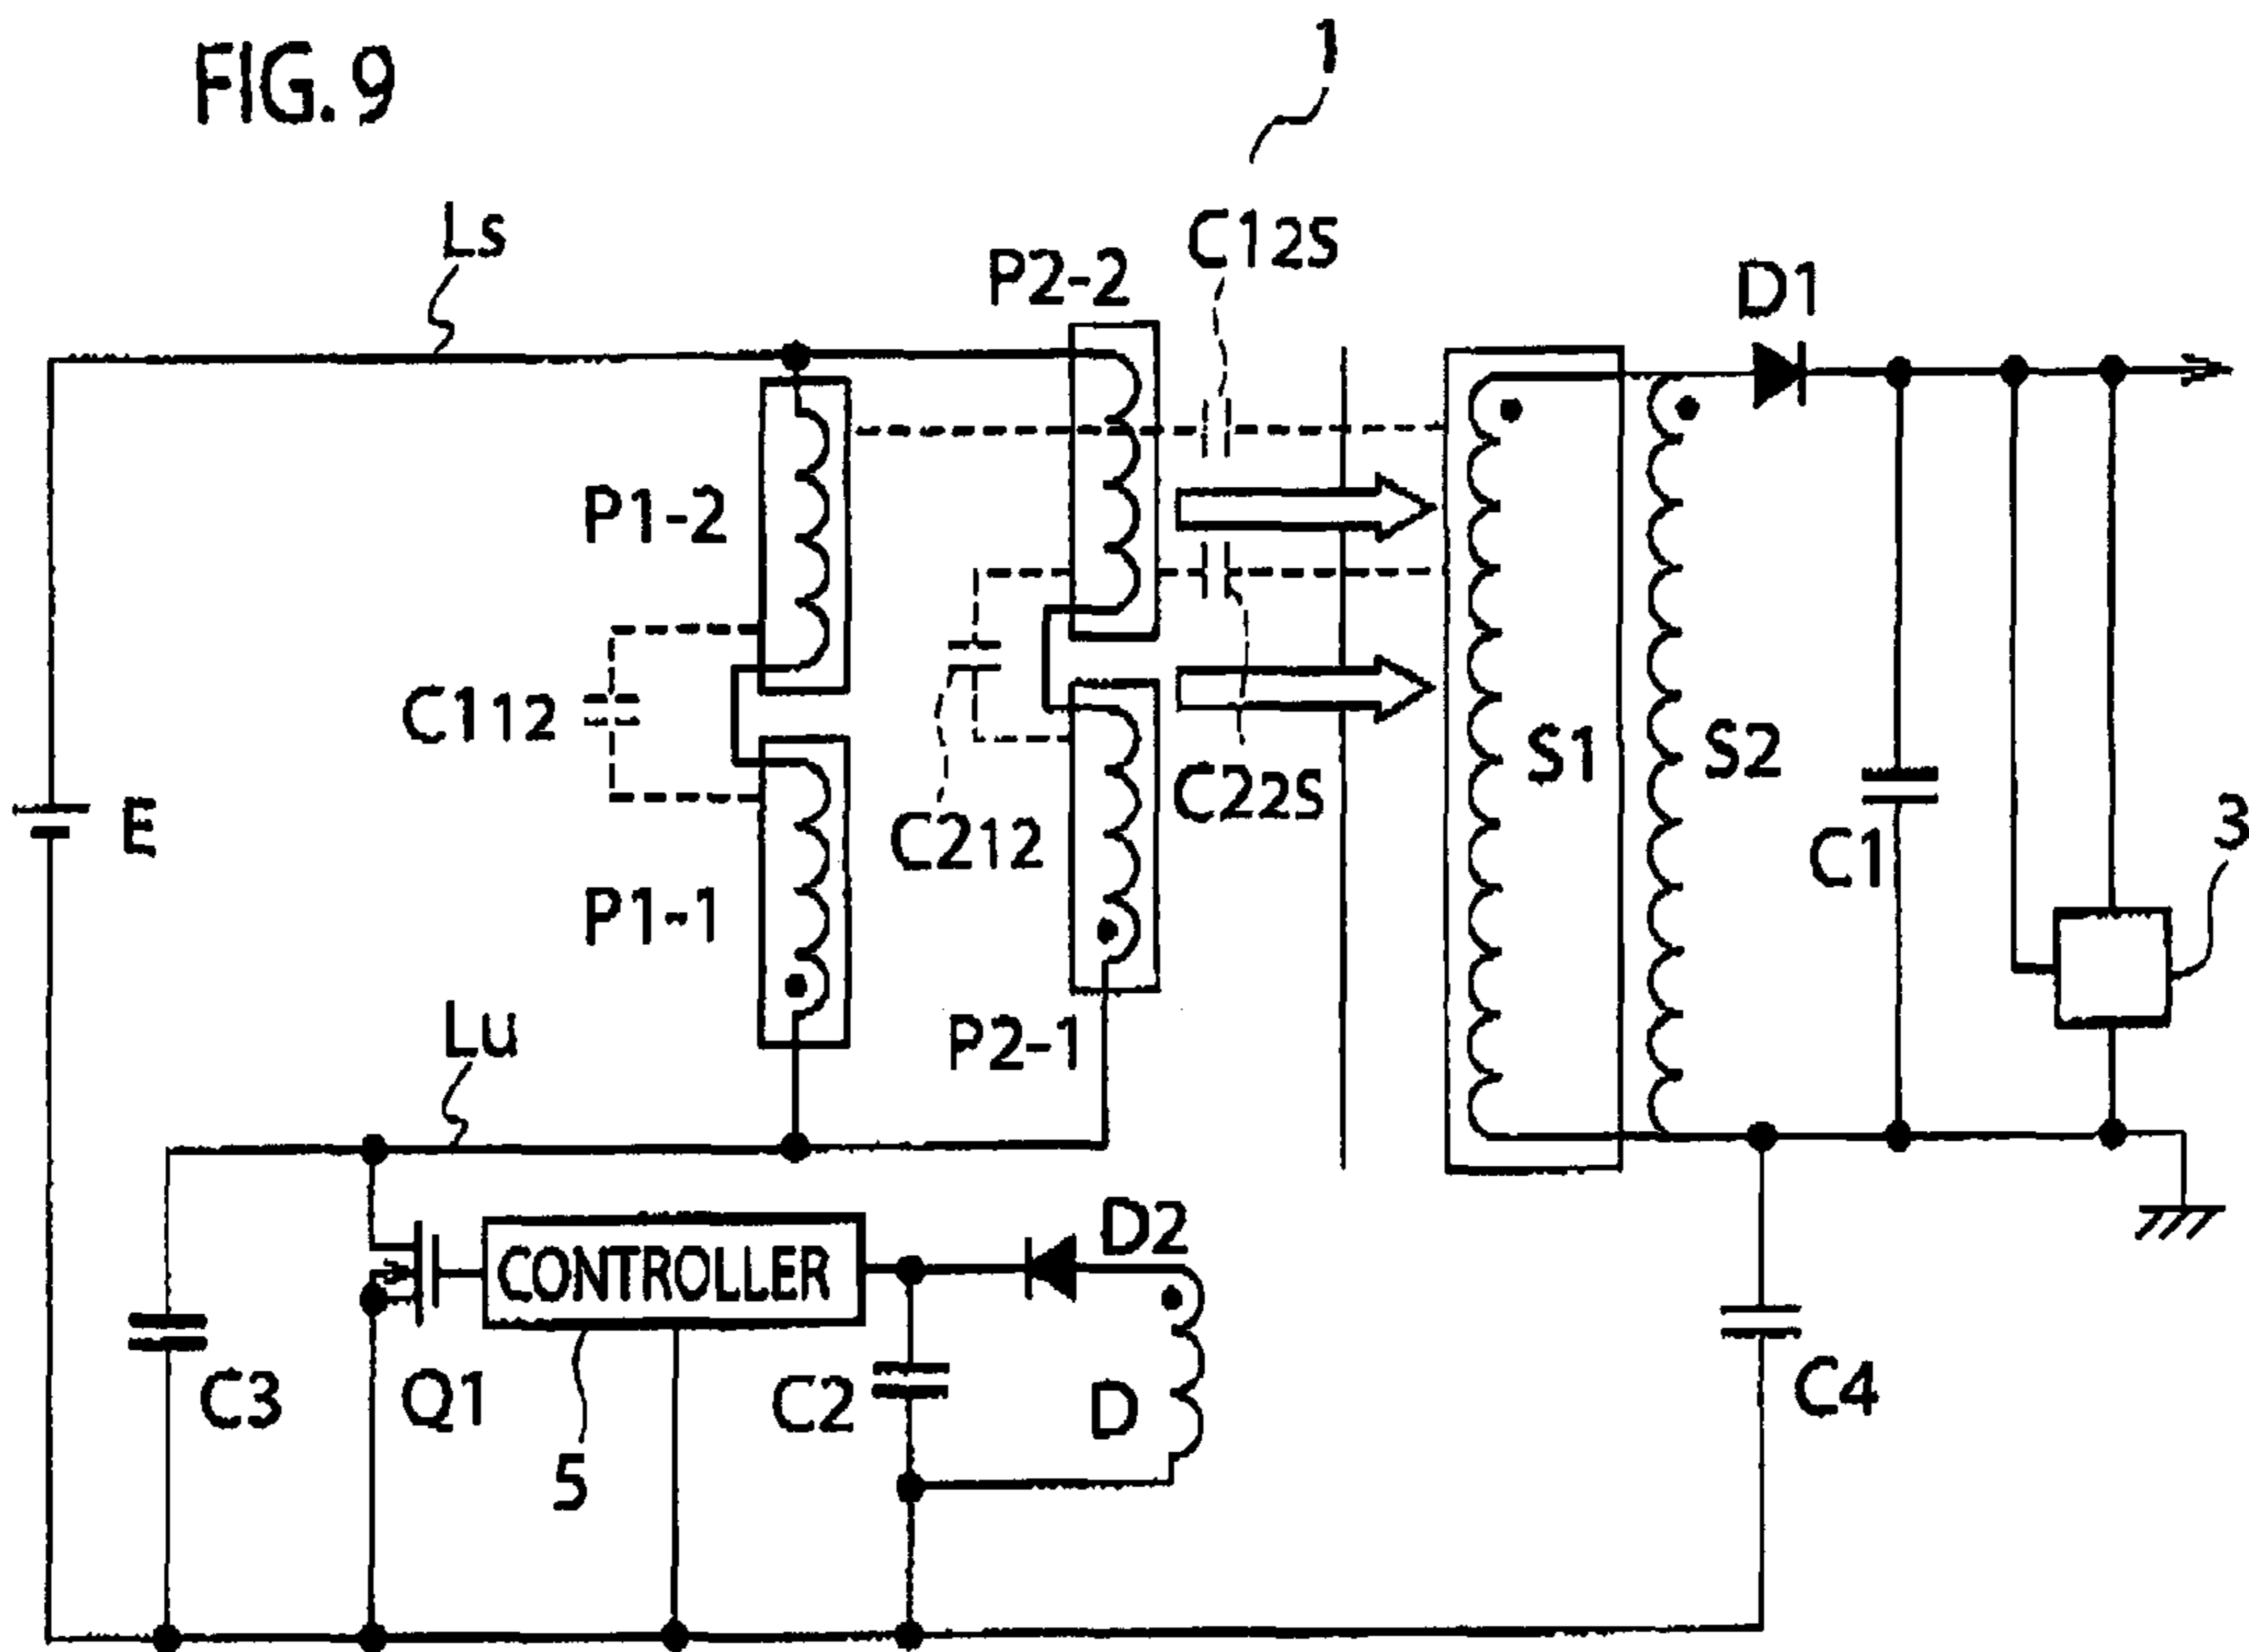 FIG. 9
1
Ls
P2-2
C12S
D1
P1-2
C112
S1
S2
E
C212
C22S
C1
3
P1-1
Lu
P2-1
CONTROLLER
D2
C3
Q1
5
C2
D
C4